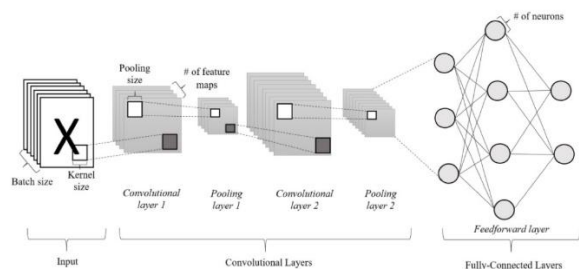 # of neurons
# of feature
maps
Pooling
size
X
Batch size
Kernel
size
Convolutional
layer 1
Pooling
layer 1
Convolutional
layer 2
Pooling
layer 2
Feedforward layer
Input
Convolutional Layers
Fully-Connected Layers